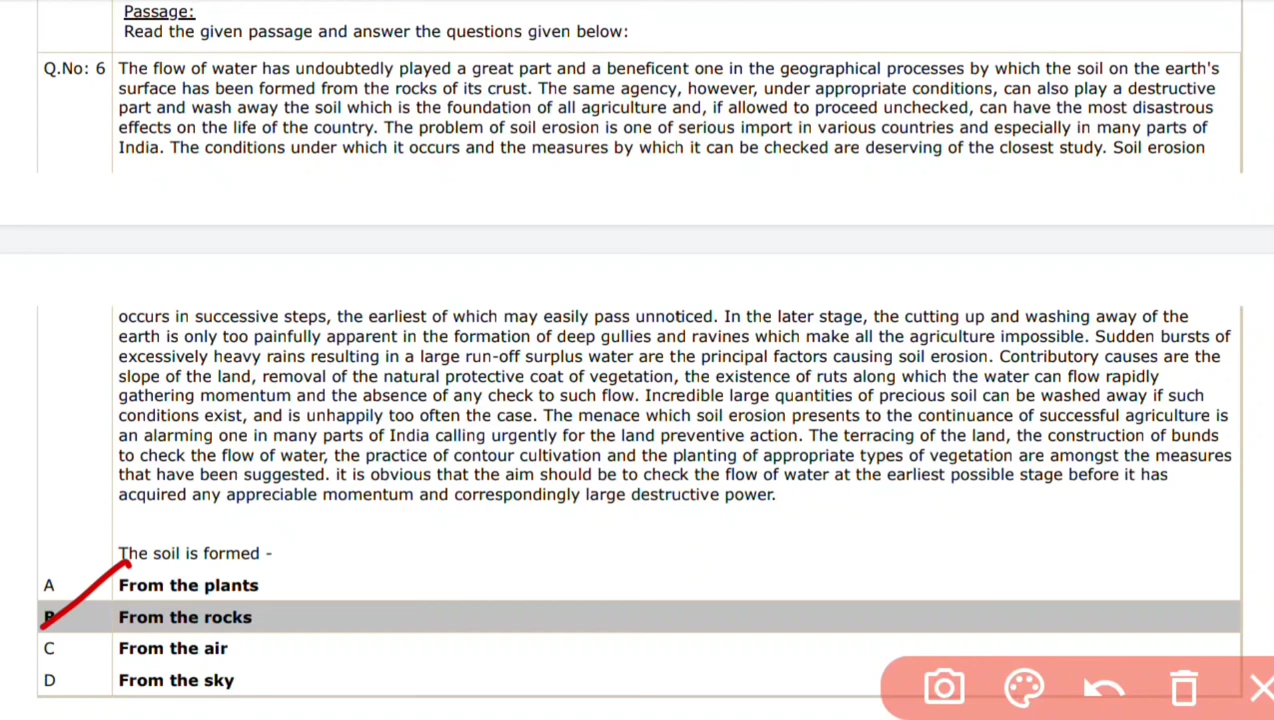 Passage:
Read the given passage and answer the questions given below:
Q.No: 6 The flow of water has undoubtedly played a great part and a beneficent one in the geographical processes by which the soil on the earth's
surface has been formed from the rocks of its crust. The same agency, however, under appropriate conditions, can also play a destructive
part and wash away the soil which is the foundation of all agriculture and, if allowed to proceed unchecked, can have the most disastrous
effects on the life of the country. The problem of soil erosion is one of serious import in various countries and especially in many parts of
India. The conditions under which it occurs and the measures by which it can be checked are deserving of the closest study. Soil erosion
occurs in successive steps, the earliest of which may easily pass unnoticed. In the later stage, the cutting up and washing away of the
earth is only too painfully apparent in the formation of deep gullies and ravines which make all the agriculture impossible. Sudden bursts of
excessively heavy rains resulting in a large run-off surplus water are the principal factors causing soil erosion. Contributory causes are the
slope of the land, removal of the natural protective coat of vegetation, the existence of ruts along which the water can flow rapidly
gathering momentum and the absence of any check to such flow. Incredible large quantities of precious soil can be washed away if such
conditions exist, and is unhappily too often the case. The menace which soil erosion presents to the continuance of successful agriculture is
an alarming one in many parts of India calling urgently for the land preventive action. The terracing of the land, the construction of bunds
to check the flow of water, the practice of contour cultivation and the planting of appropriate types of vegetation are amongst the measures
that have been suggested. it is obvious that the aim should be to check the flow of water at the earliest possible stage before it has
acquired any appreciable momentum and correspondingly large destructive power.
The soil is formed -
A From the plants
B From the rocks
C From the air
D From the sky